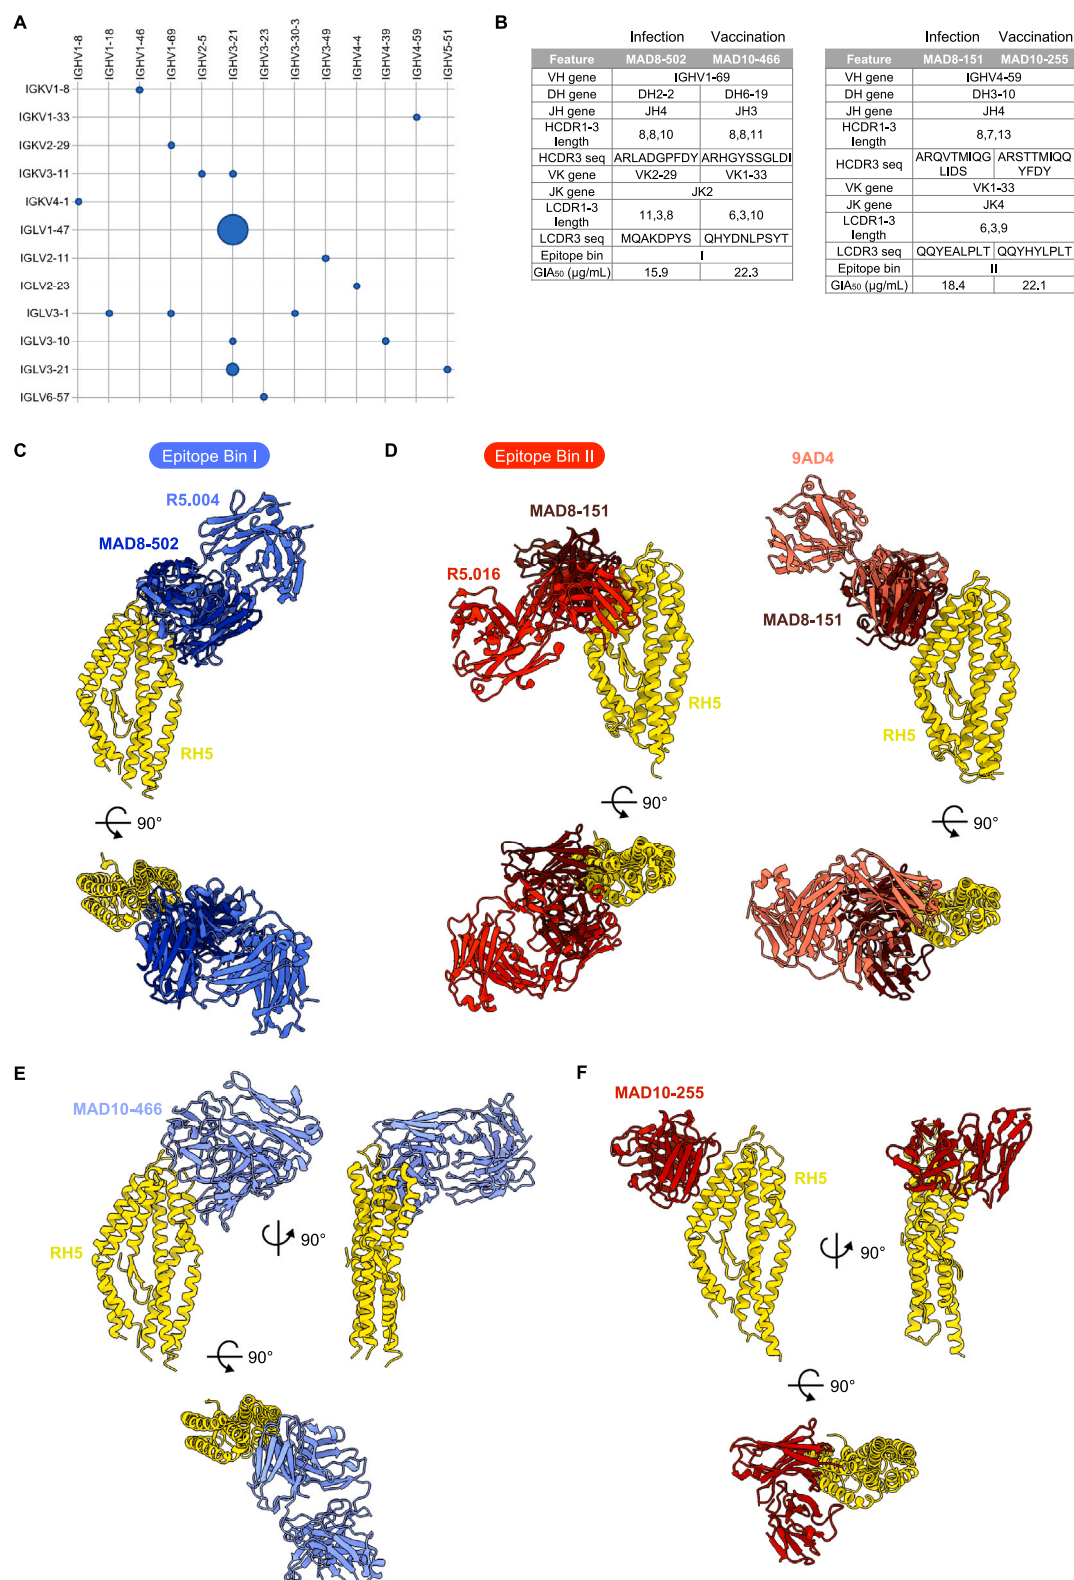 A
IGHV1-8
IGHV1-18
IGHV1-46
IGHV1-69
IGHV2-5
IGHV3-21
IGHV3-23
IGHV3-30-3
IGHV3-49
IGHV4-4
IGHV4-39
IGHV4-59
IGHV5-51
IGKV1-8
IGKV1-33
IGKV2-29
IGKV3-11
IGKV4-1
IGLV1-47
IGLV2-11
IGLV2-23
IGLV3-1
IGLV3-10
IGLV3-21
IGLV6-57
B
Infection Vaccination
Feature MAD8-502 MAD10-466
VH gene IGHV1-69
DH gene DH2-2 DH6-19
JH gene JH4 JH3
HCDR1-3 length 8,8,10 8,8,11
HCDR3 seq ARLADGPFDY ARHGYSSGLDI
VK gene VK2-29 VK1-33
JK gene JK2
LCDR1-3 length 11,3,8 6,3,10
LCDR3 seq MQAKDPYS QHYDNLPSYT
Epitope bin I
GIA₅₀ (µg/mL) 15.9 22.3
Infection Vaccination
Feature MAD8-151 MAD10-255
VH gene IGHV4-59
DH gene DH3-10
JH gene JH4
HCDR1-3 length 8,7,13
HCDR3 seq ARQVTMIQG LIDS ARSTTMIQQ YFDY
VK gene VK1-33
JK gene JK4
LCDR1-3 length 6,3,9
LCDR3 seq QQYEALPLT QQYHYLPLT
Epitope bin II
GIA₅₀ (µg/mL) 18.4 22.1
C
Epitope Bin I
R5.004
MAD8-502
RH5
90°
D
Epitope Bin II
MAD8-151
R5.016
RH5
90°
9AD4
MAD8-151
RH5
90°
E
MAD10-466
RH5
90°
90°
F
MAD10-255
RH5
90°
90°